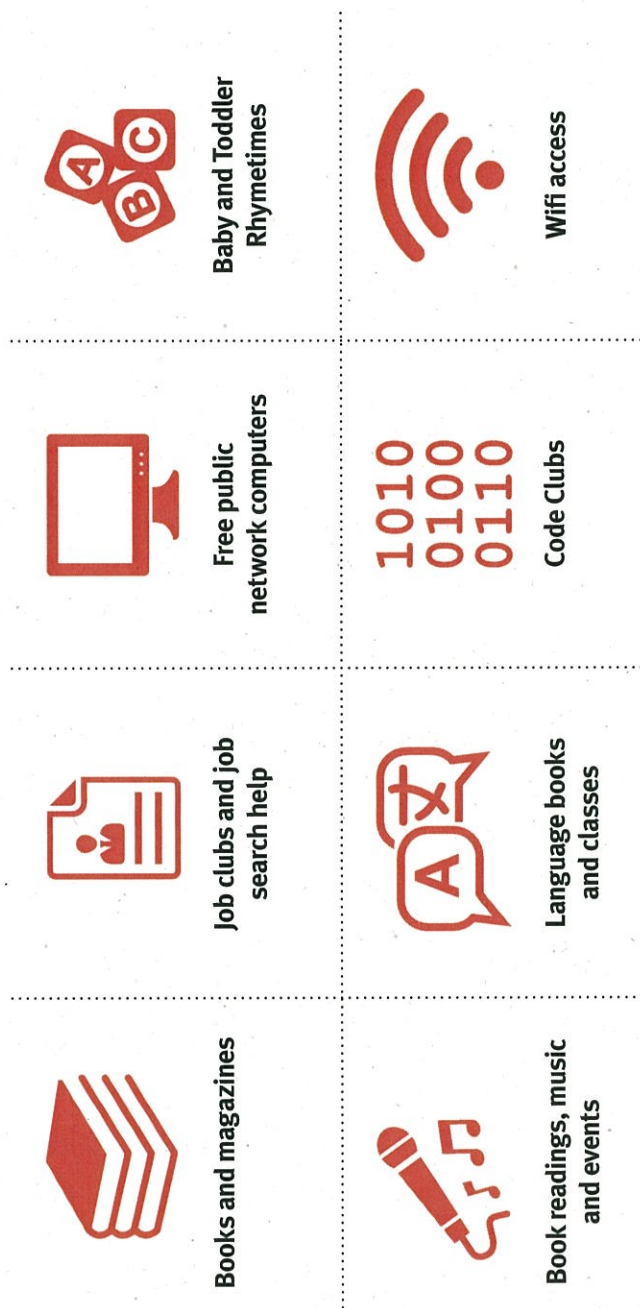 Books and magazines
Job clubs and job
search help
Free public
network computers
A
B C
Baby and Toddler
Rhymetimes
Book readings, music
and events
A 文
Language books
and classes
1010
0100
0110
Code Clubs
Wifi access